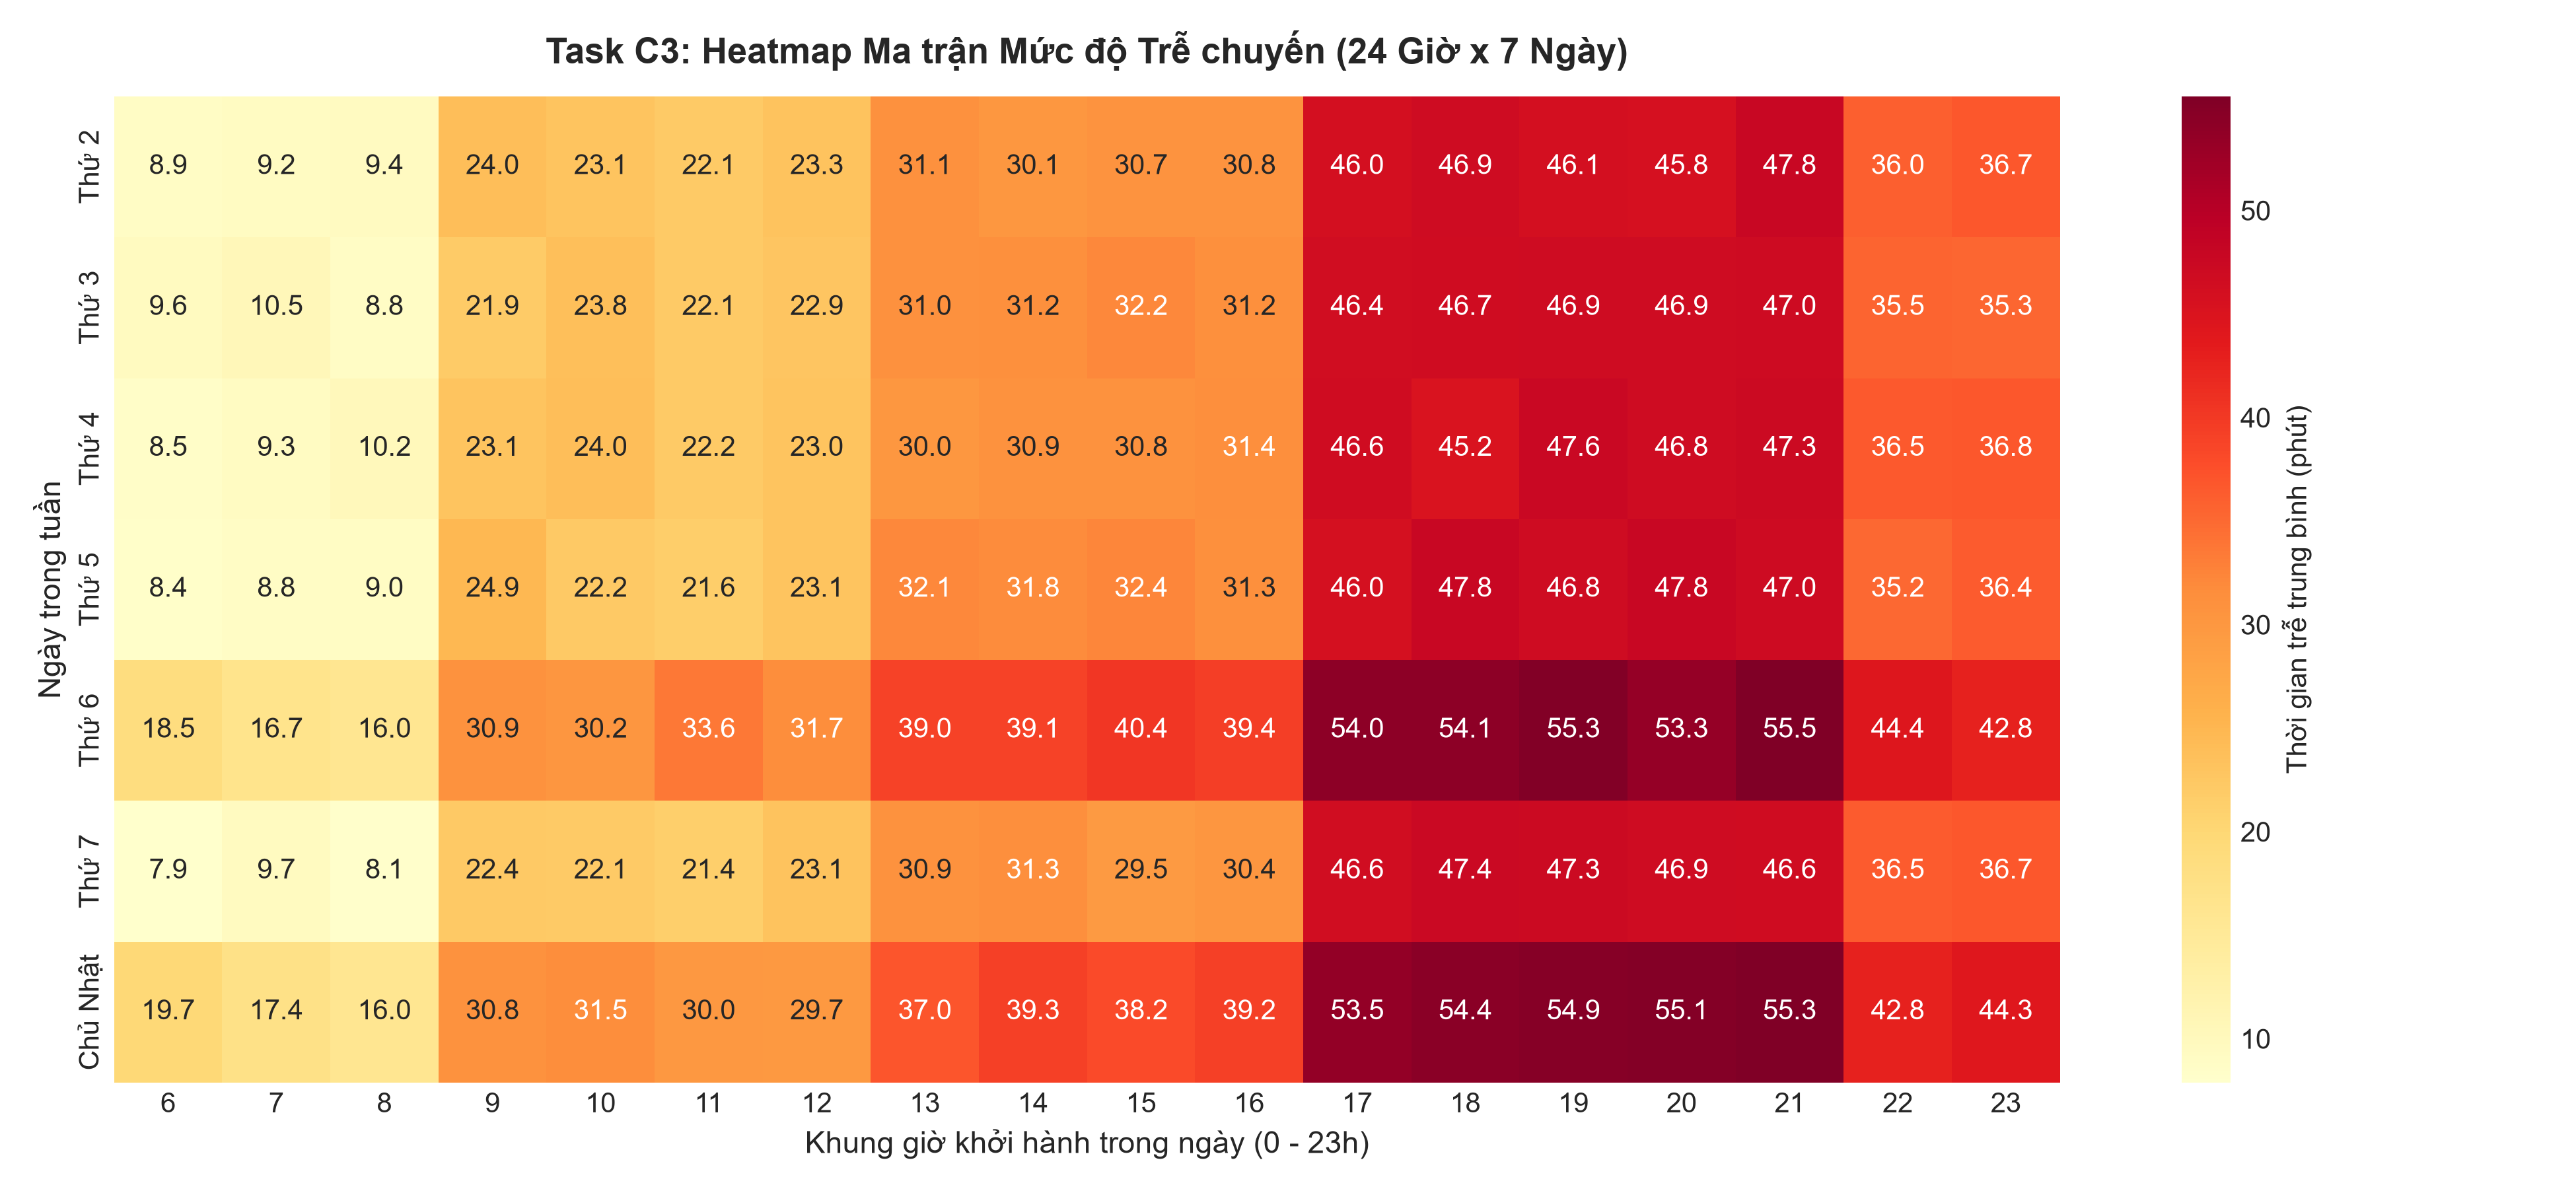 Task C3: Heatmap Ma trận Mức độ Trễ chuyến (24 Giờ x 7 Ngày)
Ngày trong tuần
Thứ 2 8.9 9.2 9.4 24.0 23.1 22.1 23.3 31.1 30.1 30.7 30.8 46.0 46.9 46.1 45.8 47.8 36.0 36.7
Thứ 3 9.6 10.5 8.8 21.9 23.8 22.1 22.9 31.0 31.2 32.2 31.2 46.4 46.7 46.9 46.9 47.0 35.5 35.3
Thứ 4 8.5 9.3 10.2 23.1 24.0 22.2 23.0 30.0 30.9 30.8 31.4 46.6 45.2 47.6 46.8 47.3 36.5 36.8
Thứ 5 8.4 8.8 9.0 24.9 22.2 21.6 23.1 32.1 31.8 32.4 31.3 46.0 47.8 46.8 47.8 47.0 35.2 36.4
Thứ 6 18.5 16.7 16.0 30.9 30.2 33.6 31.7 39.0 39.1 40.4 39.4 54.0 54.1 55.3 53.3 55.5 44.4 42.8
Thứ 7 7.9 9.7 8.1 22.4 22.1 21.4 23.1 30.9 31.3 29.5 30.4 46.6 47.4 47.3 46.9 46.6 36.5 36.7
Chủ Nhật 19.7 17.4 16.0 30.8 31.5 30.0 29.7 37.0 39.3 38.2 39.2 53.5 54.4 54.9 55.1 55.3 42.8 44.3
6 7 8 9 10 11 12 13 14 15 16 17 18 19 20 21 22 23
Khung giờ khởi hành trong ngày (0 - 23h)
50
40
30
20
10
Thời gian trễ trung bình (phút)